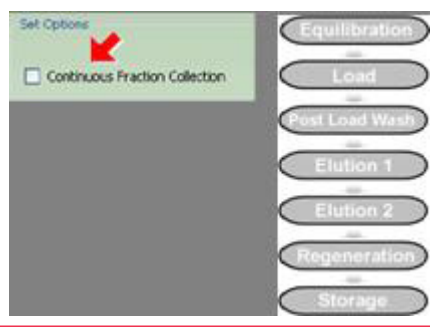 Set Options
Continuous Fraction Collection
Equilibration
Load
Post Load Wash
Elution 1
Elution 2
Regeneration
Storage